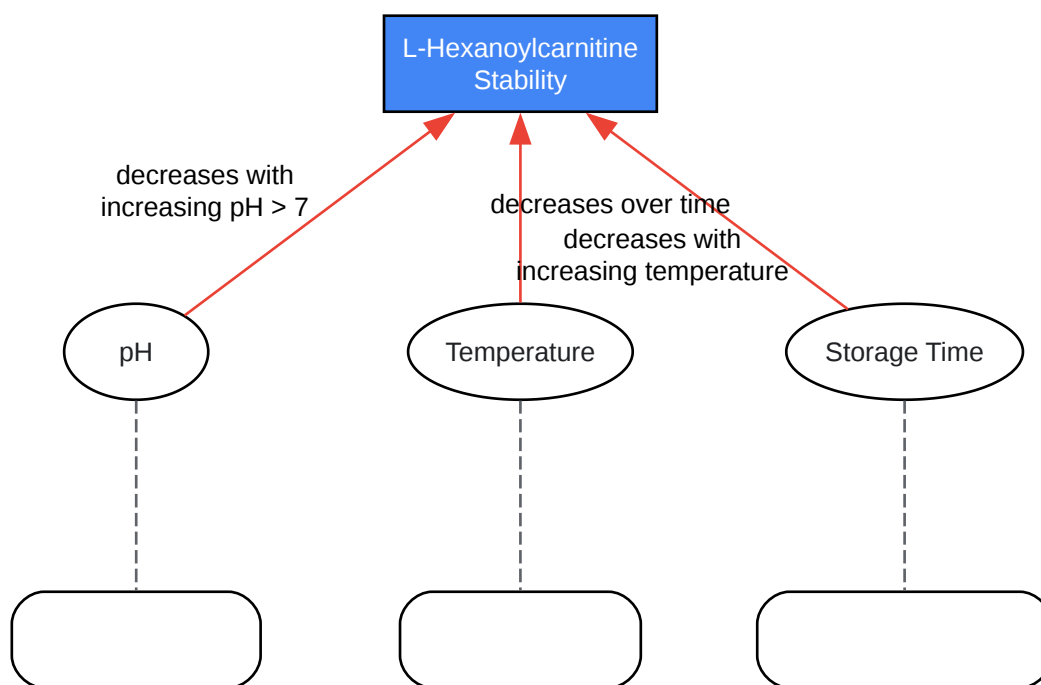 L-Hexanoylcarnitine
Stability
decreases with
increasing pH > 7
decreases over time
decreases with
increasing temperature
pH
Temperature
Storage Time